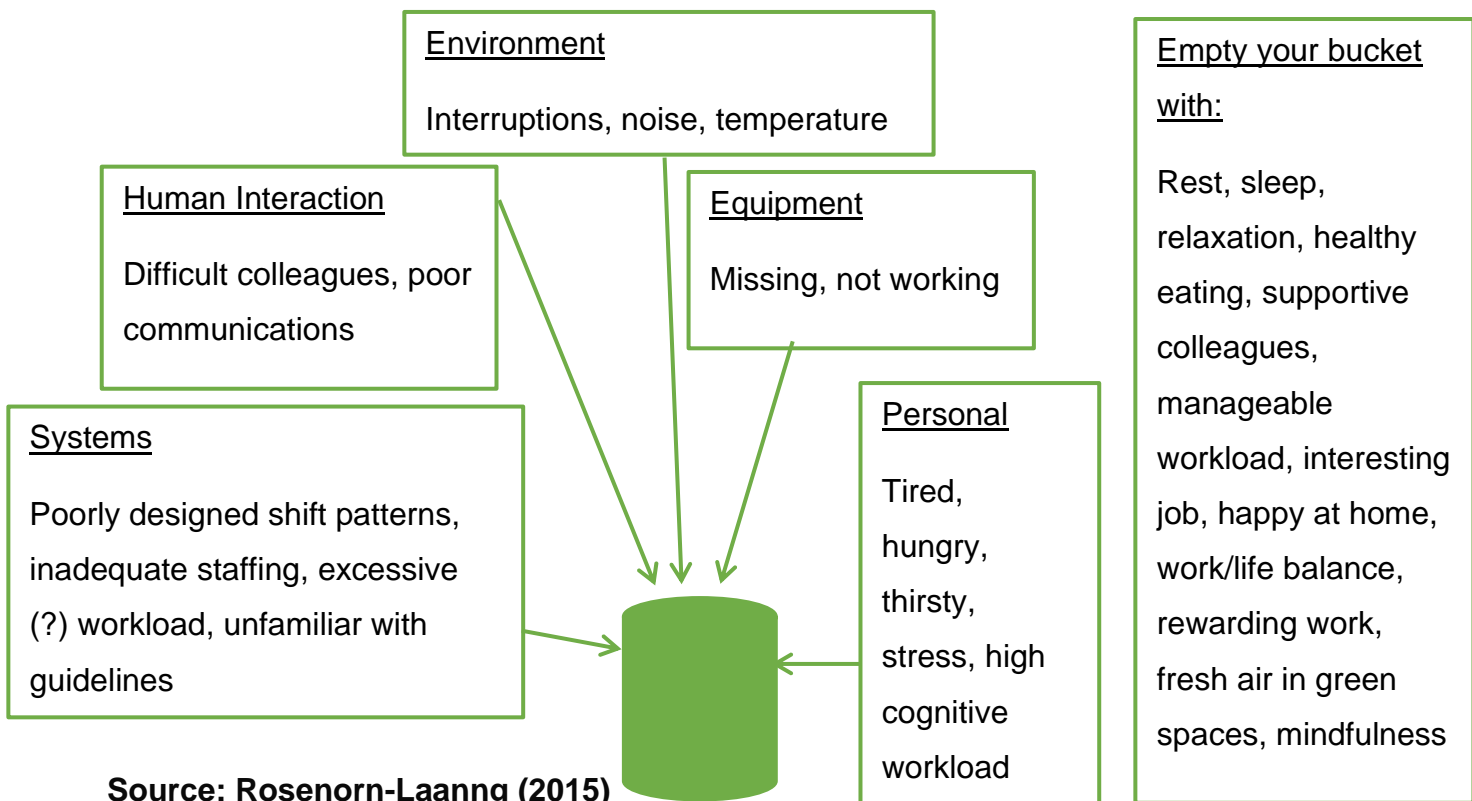 Environment
Interruptions, noise, temperature
Human Interaction
Difficult colleagues, poor
communications
Equipment
Missing, not working
Systems
Poorly designed shift patterns,
inadequate staffing, excessive
(?) workload, unfamiliar with
guidelines
Personal
Tired,
hungry,
thirsty,
stress, high
cognitive
workload
Empty your bucket
with:
Rest, sleep,
relaxation, healthy
eating, supportive
colleagues,
manageable
workload, interesting
job, happy at home,
work/life balance,
rewarding work,
fresh air in green
spaces, mindfulness
Source: Rosenorn-Laanng (2015)